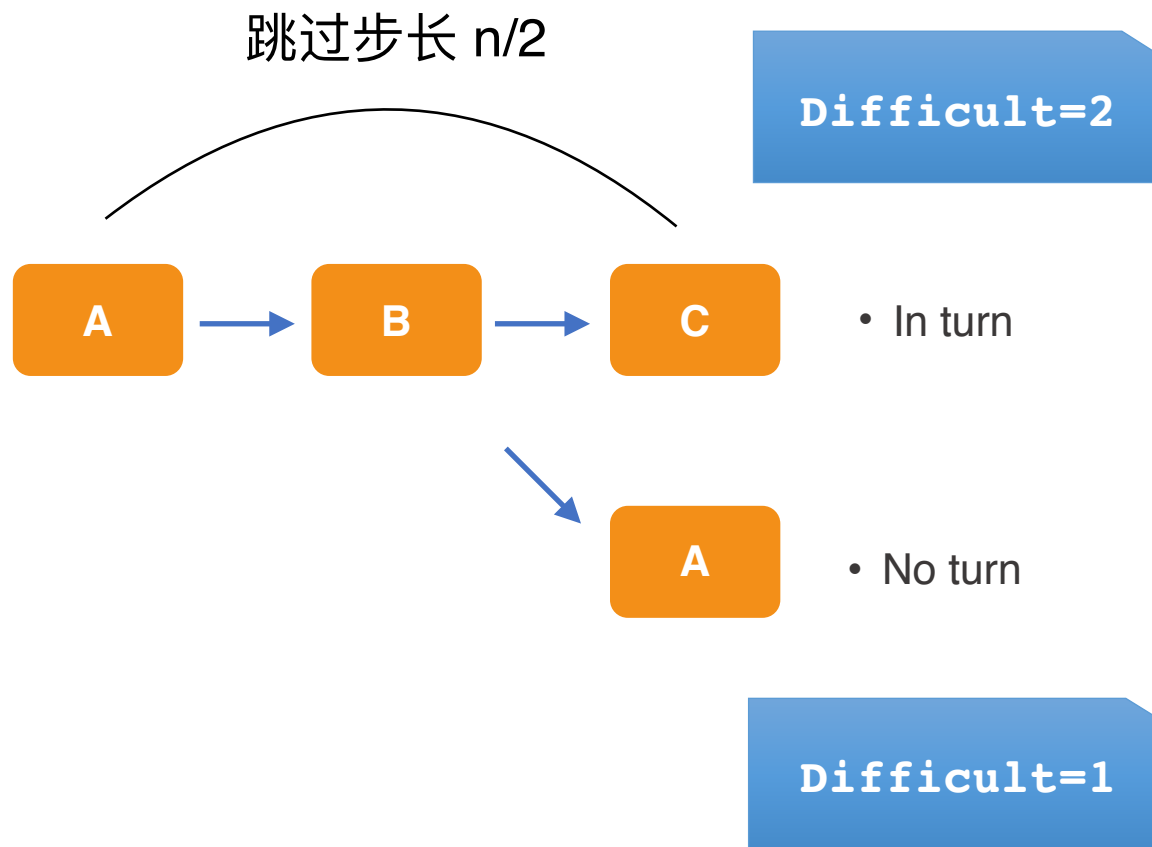 跳过步长 n/2
Difficult=2
A
B
C
• In turn
A
• No turn
Difficult=1